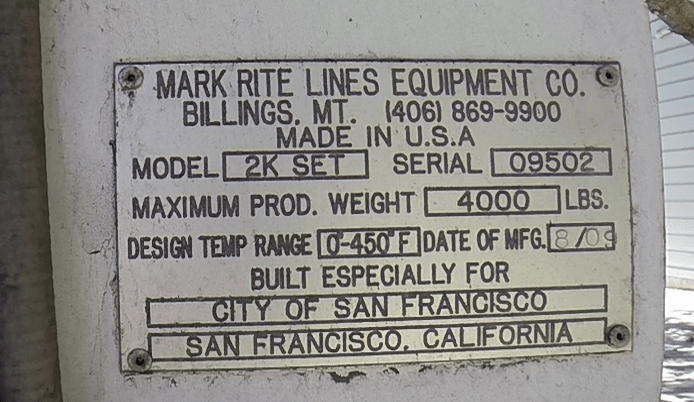 MARK RITE LINES EQUIPMENT CO.
BILLINGS, MT. (406) 869-9900
MADE IN U.S.A
MODEL 2K SET SERIAL 09502
MAXIMUM PROD. WEIGHT 4000 LBS.
DESIGN TEMP RANGE 0°-450°F DATE OF MFG. 8/09
BUILT ESPECIALLY FOR
CITY OF SAN FRANCISCO
SAN FRANCISCO, CALIFORNIA